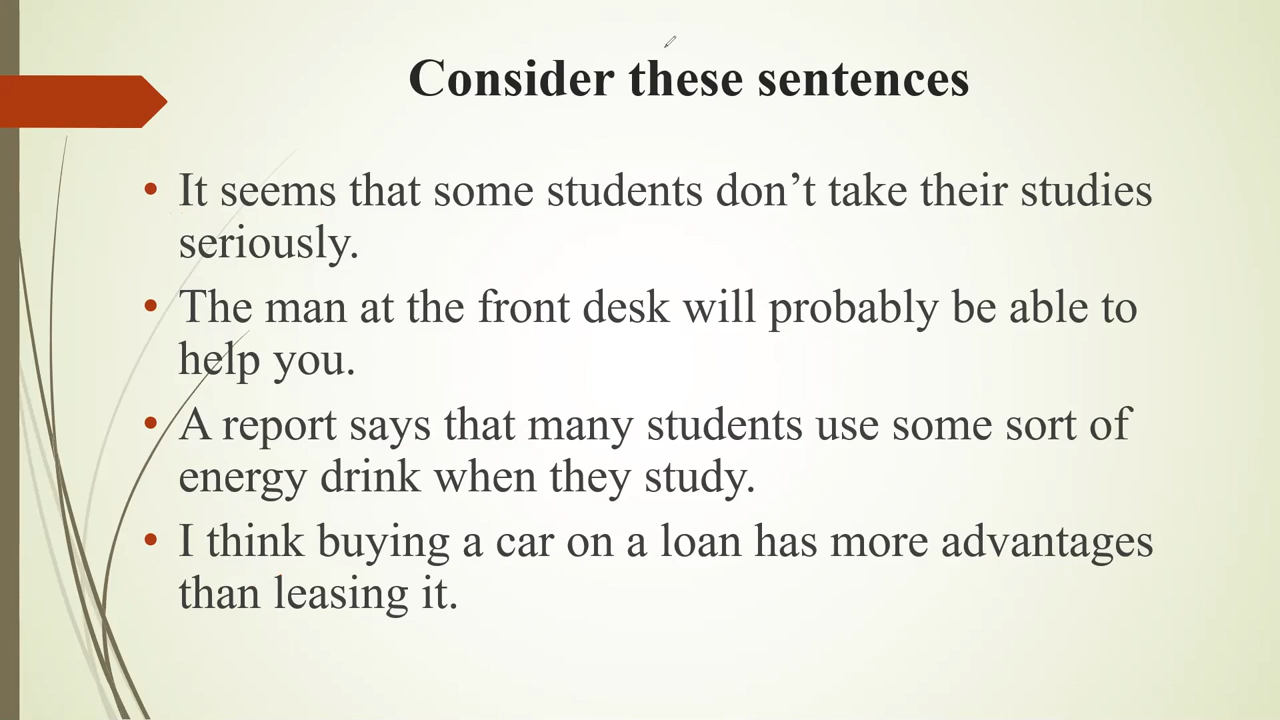 Consider these sentences
• It seems that some students don’t take their studies
seriously.
• The man at the front desk will probably be able to
help you.
• A report says that many students use some sort of
energy drink when they study.
• I think buying a car on a loan has more advantages
than leasing it.